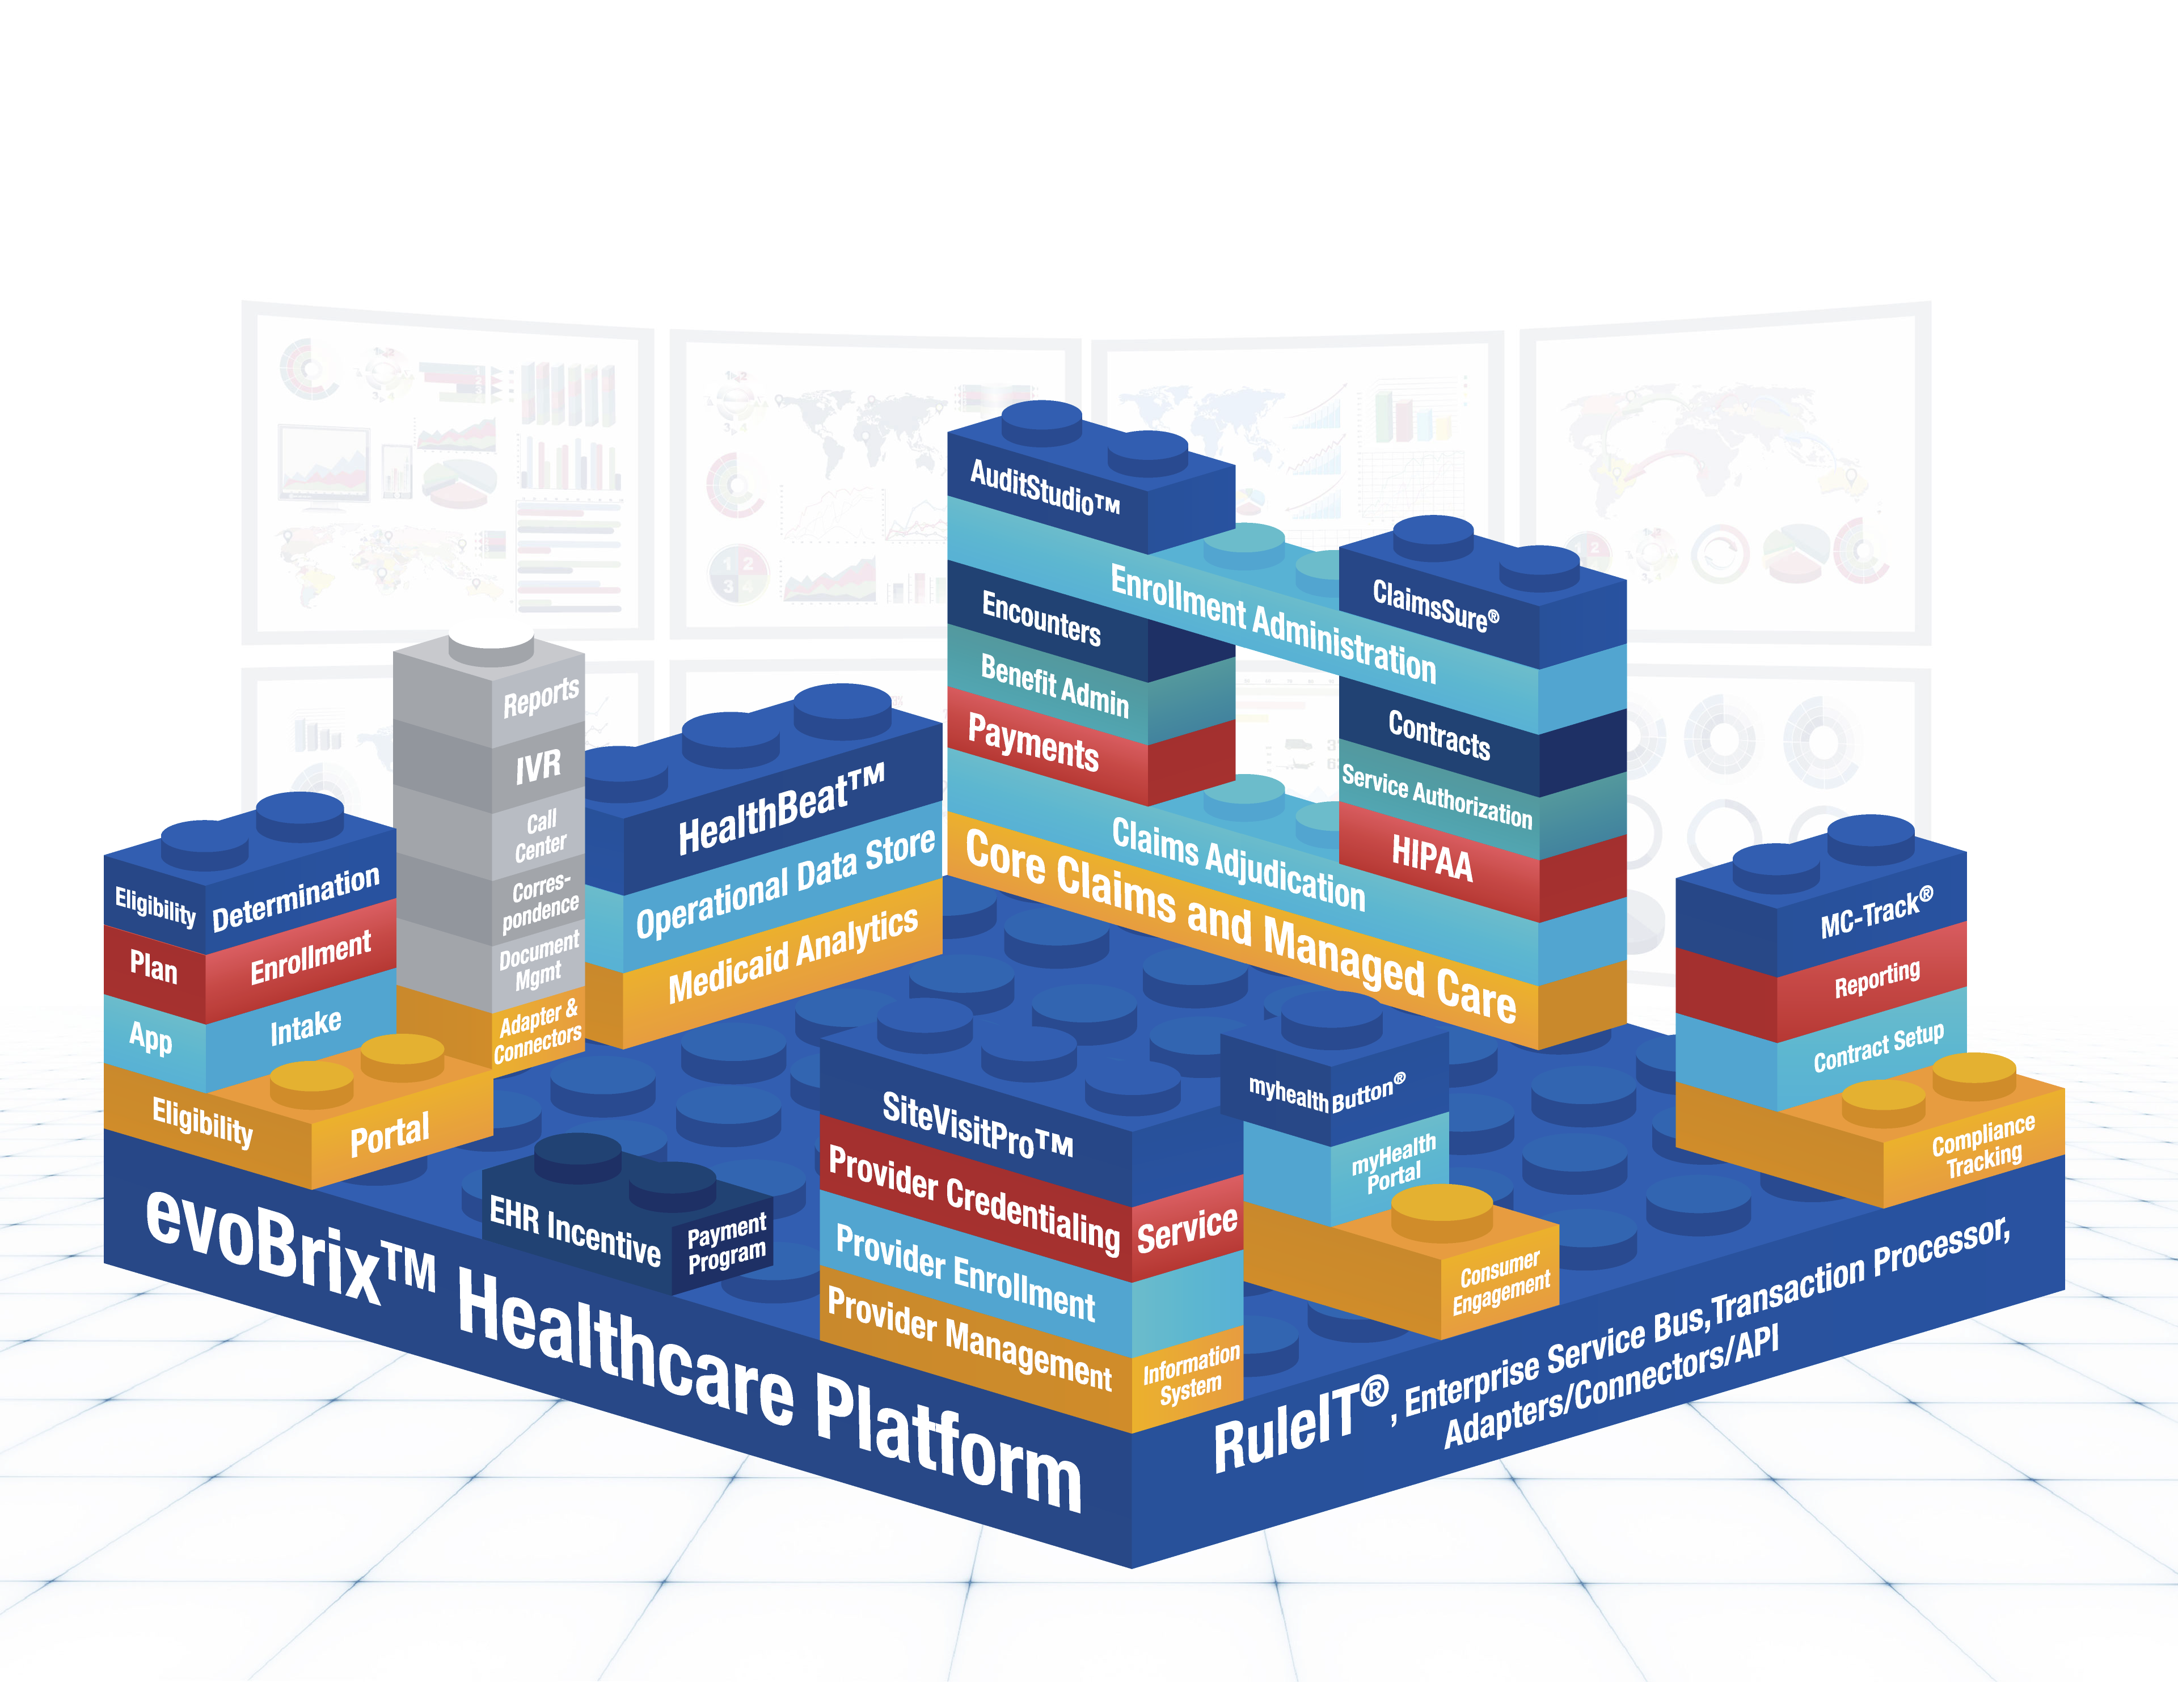 AuditStudio™
Enrollment Administration
Encounters
Benefit Admin
Payments
Claims Adjudication
Core Claims and Managed Care
ClaimsSure®
Contracts
Service Authorization
HIPAA
Reports
IVR
Call
Center
Corres-
pondence
Document
Mgmt
Adapter &
Connectors
HealthBeat™
Operational Data Store
Medicaid Analytics
Eligibility Determination
Plan Enrollment
App Intake
Eligibility Portal
MC-Track®
Reporting
Contract Setup
Compliance
Tracking
EHR Incentive
Payment
Program
SiteVisitPro™
Provider Credentialing Service
Provider Enrollment
Provider Management
Information
System
myhealthButton®
myHealth
Portal
Consumer
Engagement
evoBrix™ Healthcare Platform
RuleIT®, Enterprise Service Bus,Transaction Processor,
Adapters/Connectors/API